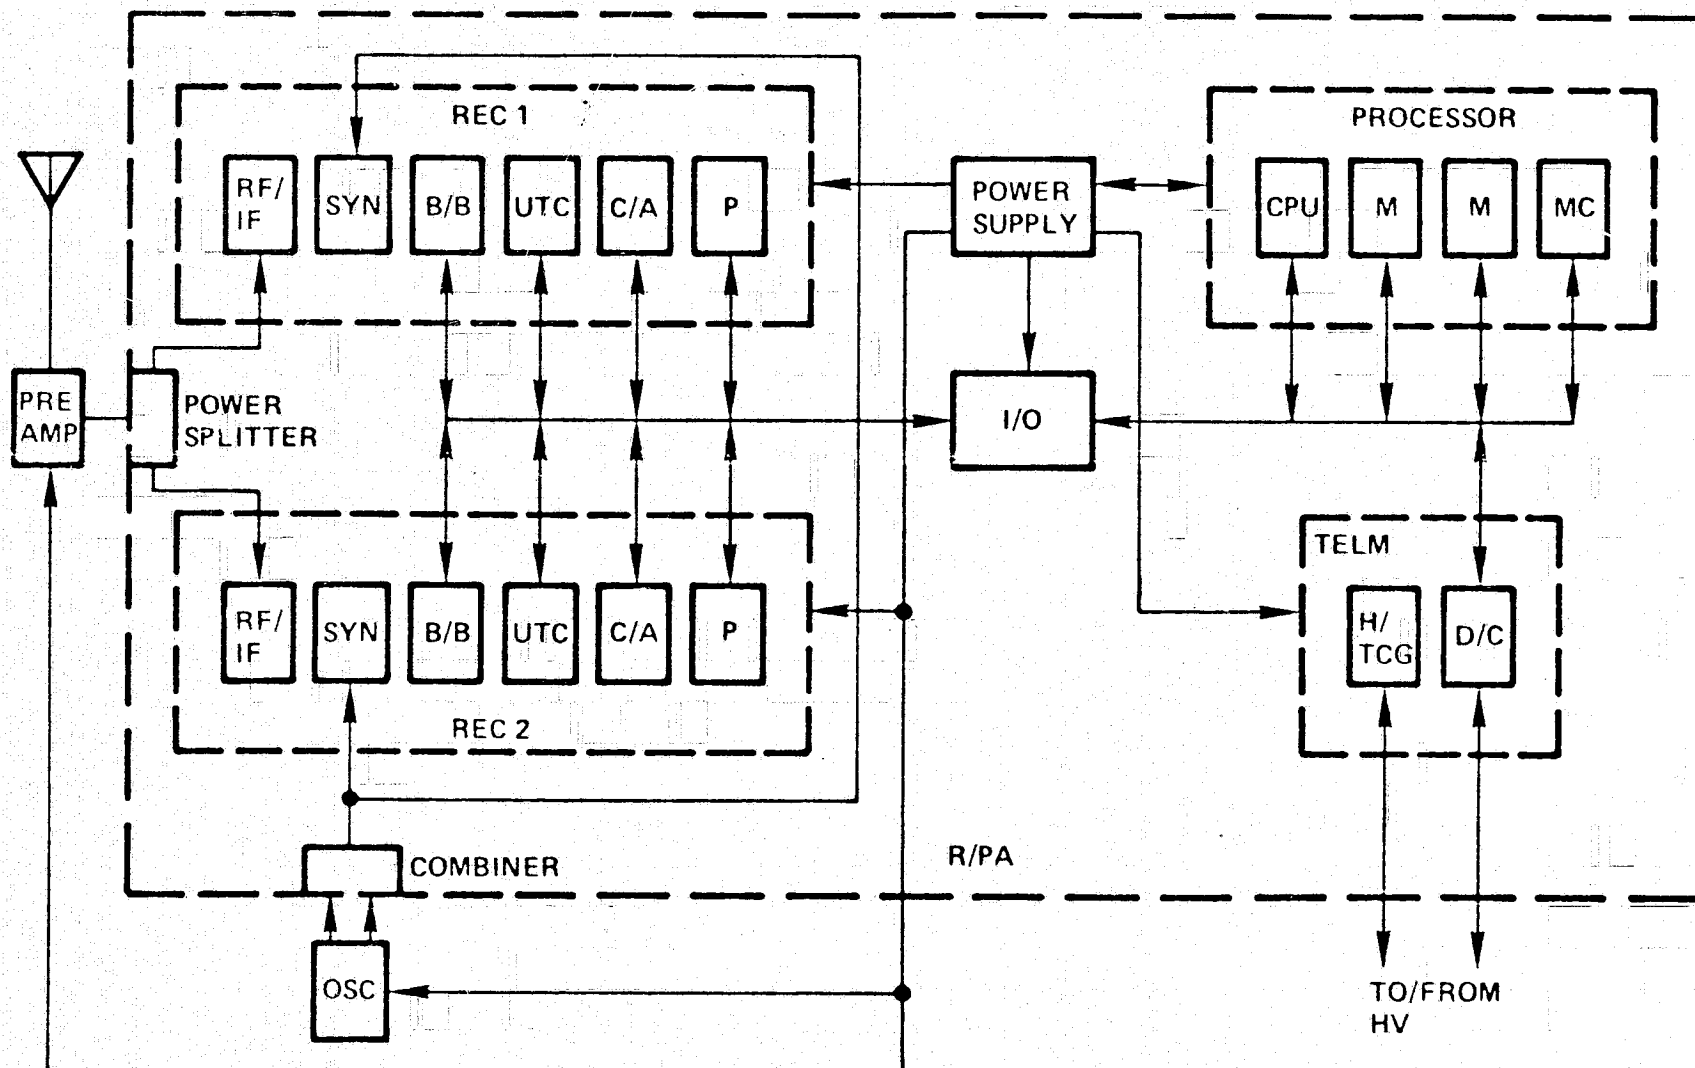 REC 1
RF/
IF
SYN
B/B
UTC
C/A
P
POWER
SUPPLY
PROCESSOR
CPU
M
M
MC
PRE
AMP
POWER
SPLITTER
I/O
TELM
H/
TCG
D/C
RF/
IF
SYN
B/B
UTC
C/A
P
REC 2
COMBINER
R/PA
OSC
TO/FROM
HV